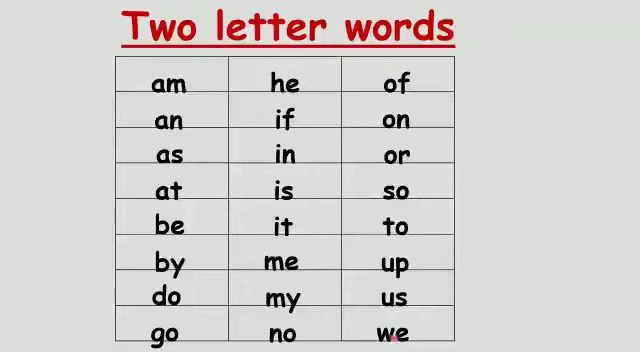 Two letter words
am he of
an if on
as in or
at is so
be it to
by me up
do my us
go no we